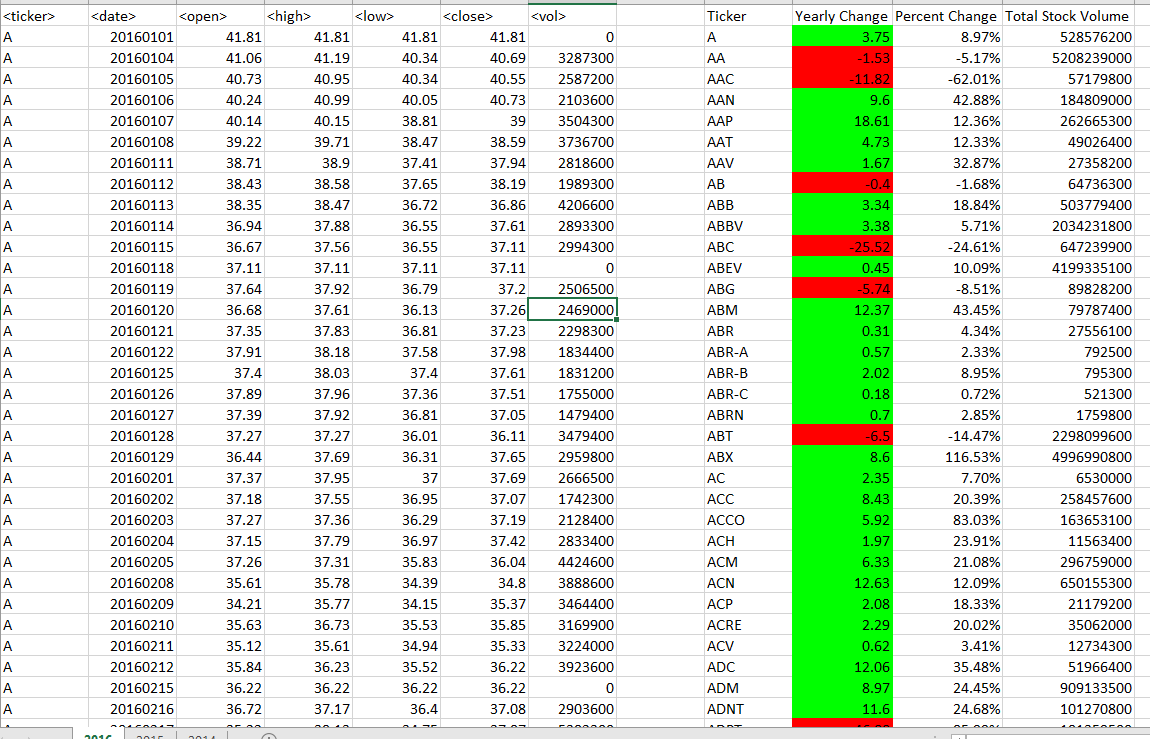 <ticker> <date> <open> <high> <low> <close> <vol> Ticker Yearly Change Percent Change Total Stock Volume
A 20160101 41.81 41.81 41.81 41.81 0 A 3.75 8.97% 528576200
A 20160104 41.06 41.19 40.34 40.69 3287300 AA -1.53 -5.17% 5208239000
A 20160105 40.73 40.95 40.34 40.55 2587200 AAC -11.82 -62.01% 57179800
A 20160106 40.24 40.99 40.05 40.73 2103600 AAN 9.6 42.88% 184809000
A 20160107 40.14 40.15 38.81 39 3504300 AAP 18.61 12.36% 262665300
A 20160108 39.22 39.71 38.47 38.59 3736700 AAT 4.73 12.33% 49026400
A 20160111 38.71 38.9 37.41 37.94 2818600 AAV 1.67 32.87% 27358200
A 20160112 38.43 38.58 37.65 38.19 1989300 AB -0.4 -1.68% 64736300
A 20160113 38.35 38.47 36.72 36.86 4206600 ABB 3.34 18.84% 503779400
A 20160114 36.94 37.88 36.55 37.61 2893300 ABBV 3.38 5.71% 2034231800
A 20160115 36.67 37.56 36.55 37.11 2994300 ABC -25.52 -24.61% 647239900
A 20160118 37.11 37.11 37.11 37.11 0 ABEV 0.45 10.09% 4199335100
A 20160119 37.64 37.92 36.79 37.2 2506500 ABG -5.74 -8.51% 89828200
A 20160120 36.68 37.61 36.13 37.26 2469000 ABM 12.37 43.45% 79787400
A 20160121 37.35 37.83 36.81 37.23 2298300 ABR 0.31 4.34% 27556100
A 20160122 37.91 38.18 37.58 37.98 1834400 ABR-A 0.57 2.33% 792500
A 20160125 37.4 38.03 37.4 37.61 1831200 ABR-B 2.02 8.95% 795300
A 20160126 37.89 37.96 37.36 37.51 1755000 ABR-C 0.18 0.72% 521300
A 20160127 37.39 37.92 36.81 37.05 1479400 ABRN 0.7 2.85% 1759800
A 20160128 37.27 37.27 36.01 36.11 3479400 ABT -6.5 -14.47% 2298099600
A 20160129 36.44 37.69 36.31 37.65 2959800 ABX 8.6 116.53% 4996990800
A 20160201 37.37 37.95 37 37.69 2666500 AC 2.35 7.70% 6530000
A 20160202 37.18 37.55 36.95 37.07 1742300 ACC 8.43 20.39% 258457600
A 20160203 37.27 37.36 36.29 37.19 2128400 ACCO 5.92 83.03% 163653100
A 20160204 37.15 37.79 36.97 37.42 2833400 ACH 1.97 23.91% 11563400
A 20160205 37.26 37.31 35.83 36.04 4424600 ACM 6.33 21.08% 296759000
A 20160208 35.61 35.78 34.39 34.8 3888600 ACN 12.63 12.09% 650155300
A 20160209 34.21 35.77 34.15 35.37 3464400 ACP 2.08 18.33% 21179200
A 20160210 35.63 36.73 35.53 35.85 3169900 ACRE 2.29 20.02% 35062000
A 20160211 35.12 35.61 34.94 35.33 3224000 ACV 0.62 3.41% 12734300
A 20160212 35.84 36.23 35.52 36.22 3923600 ADC 12.06 35.48% 51966400
A 20160215 36.22 36.22 36.22 36.22 0 ADM 8.97 24.45% 909133500
A 20160216 36.72 37.17 36.4 37.08 2903600 ADNT 11.6 24.68% 101270800
2016 2015 2014